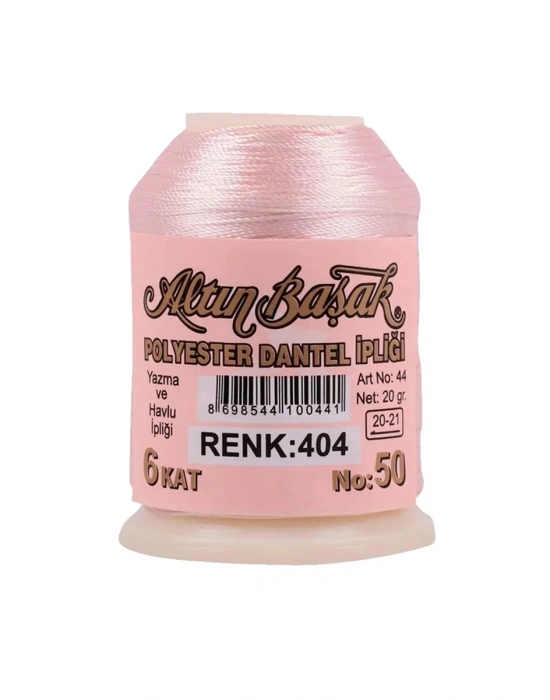 Altın Başak
POLYESTER DANTEL İPLİĞİ
Yazma
ve
Havlu
İpliği
8 698544 100441
Art No: 44
Net: 20 gr.
20-21
RENK:404
6 KAT
No:50